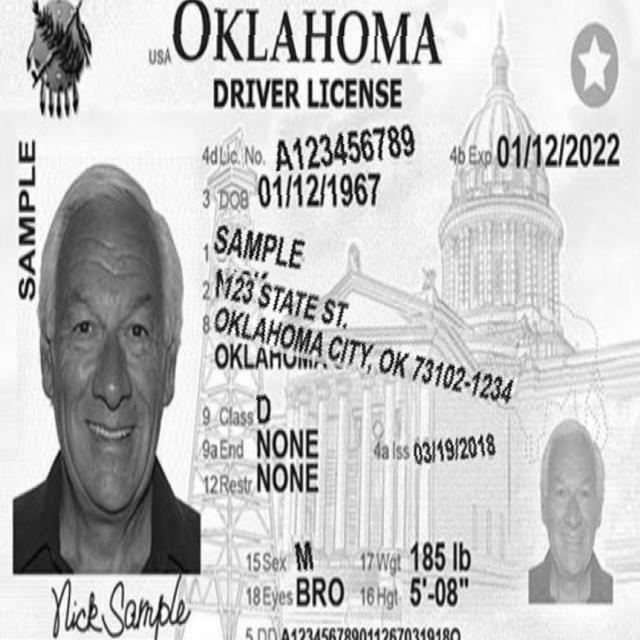 USA OKLAHOMA
DRIVER LICENSE
SAMPLE
4d Lic. No. A123456789 4b Exp 01/12/2022
3 DOB 01/12/1967
1 SAMPLE
2
8 123 STATE ST.
OKLAHOMA CITY, OK 73102-1234
OKLAHOMA
9 Class D
9a End NONE 4a Iss 03/19/2018
12 Restr NONE
15 Sex M 17 Wgt 185 lb
18 Eyes BRO 16 Hgt 5'-08"
Nick Sample
5 DD A1234567890112670319180